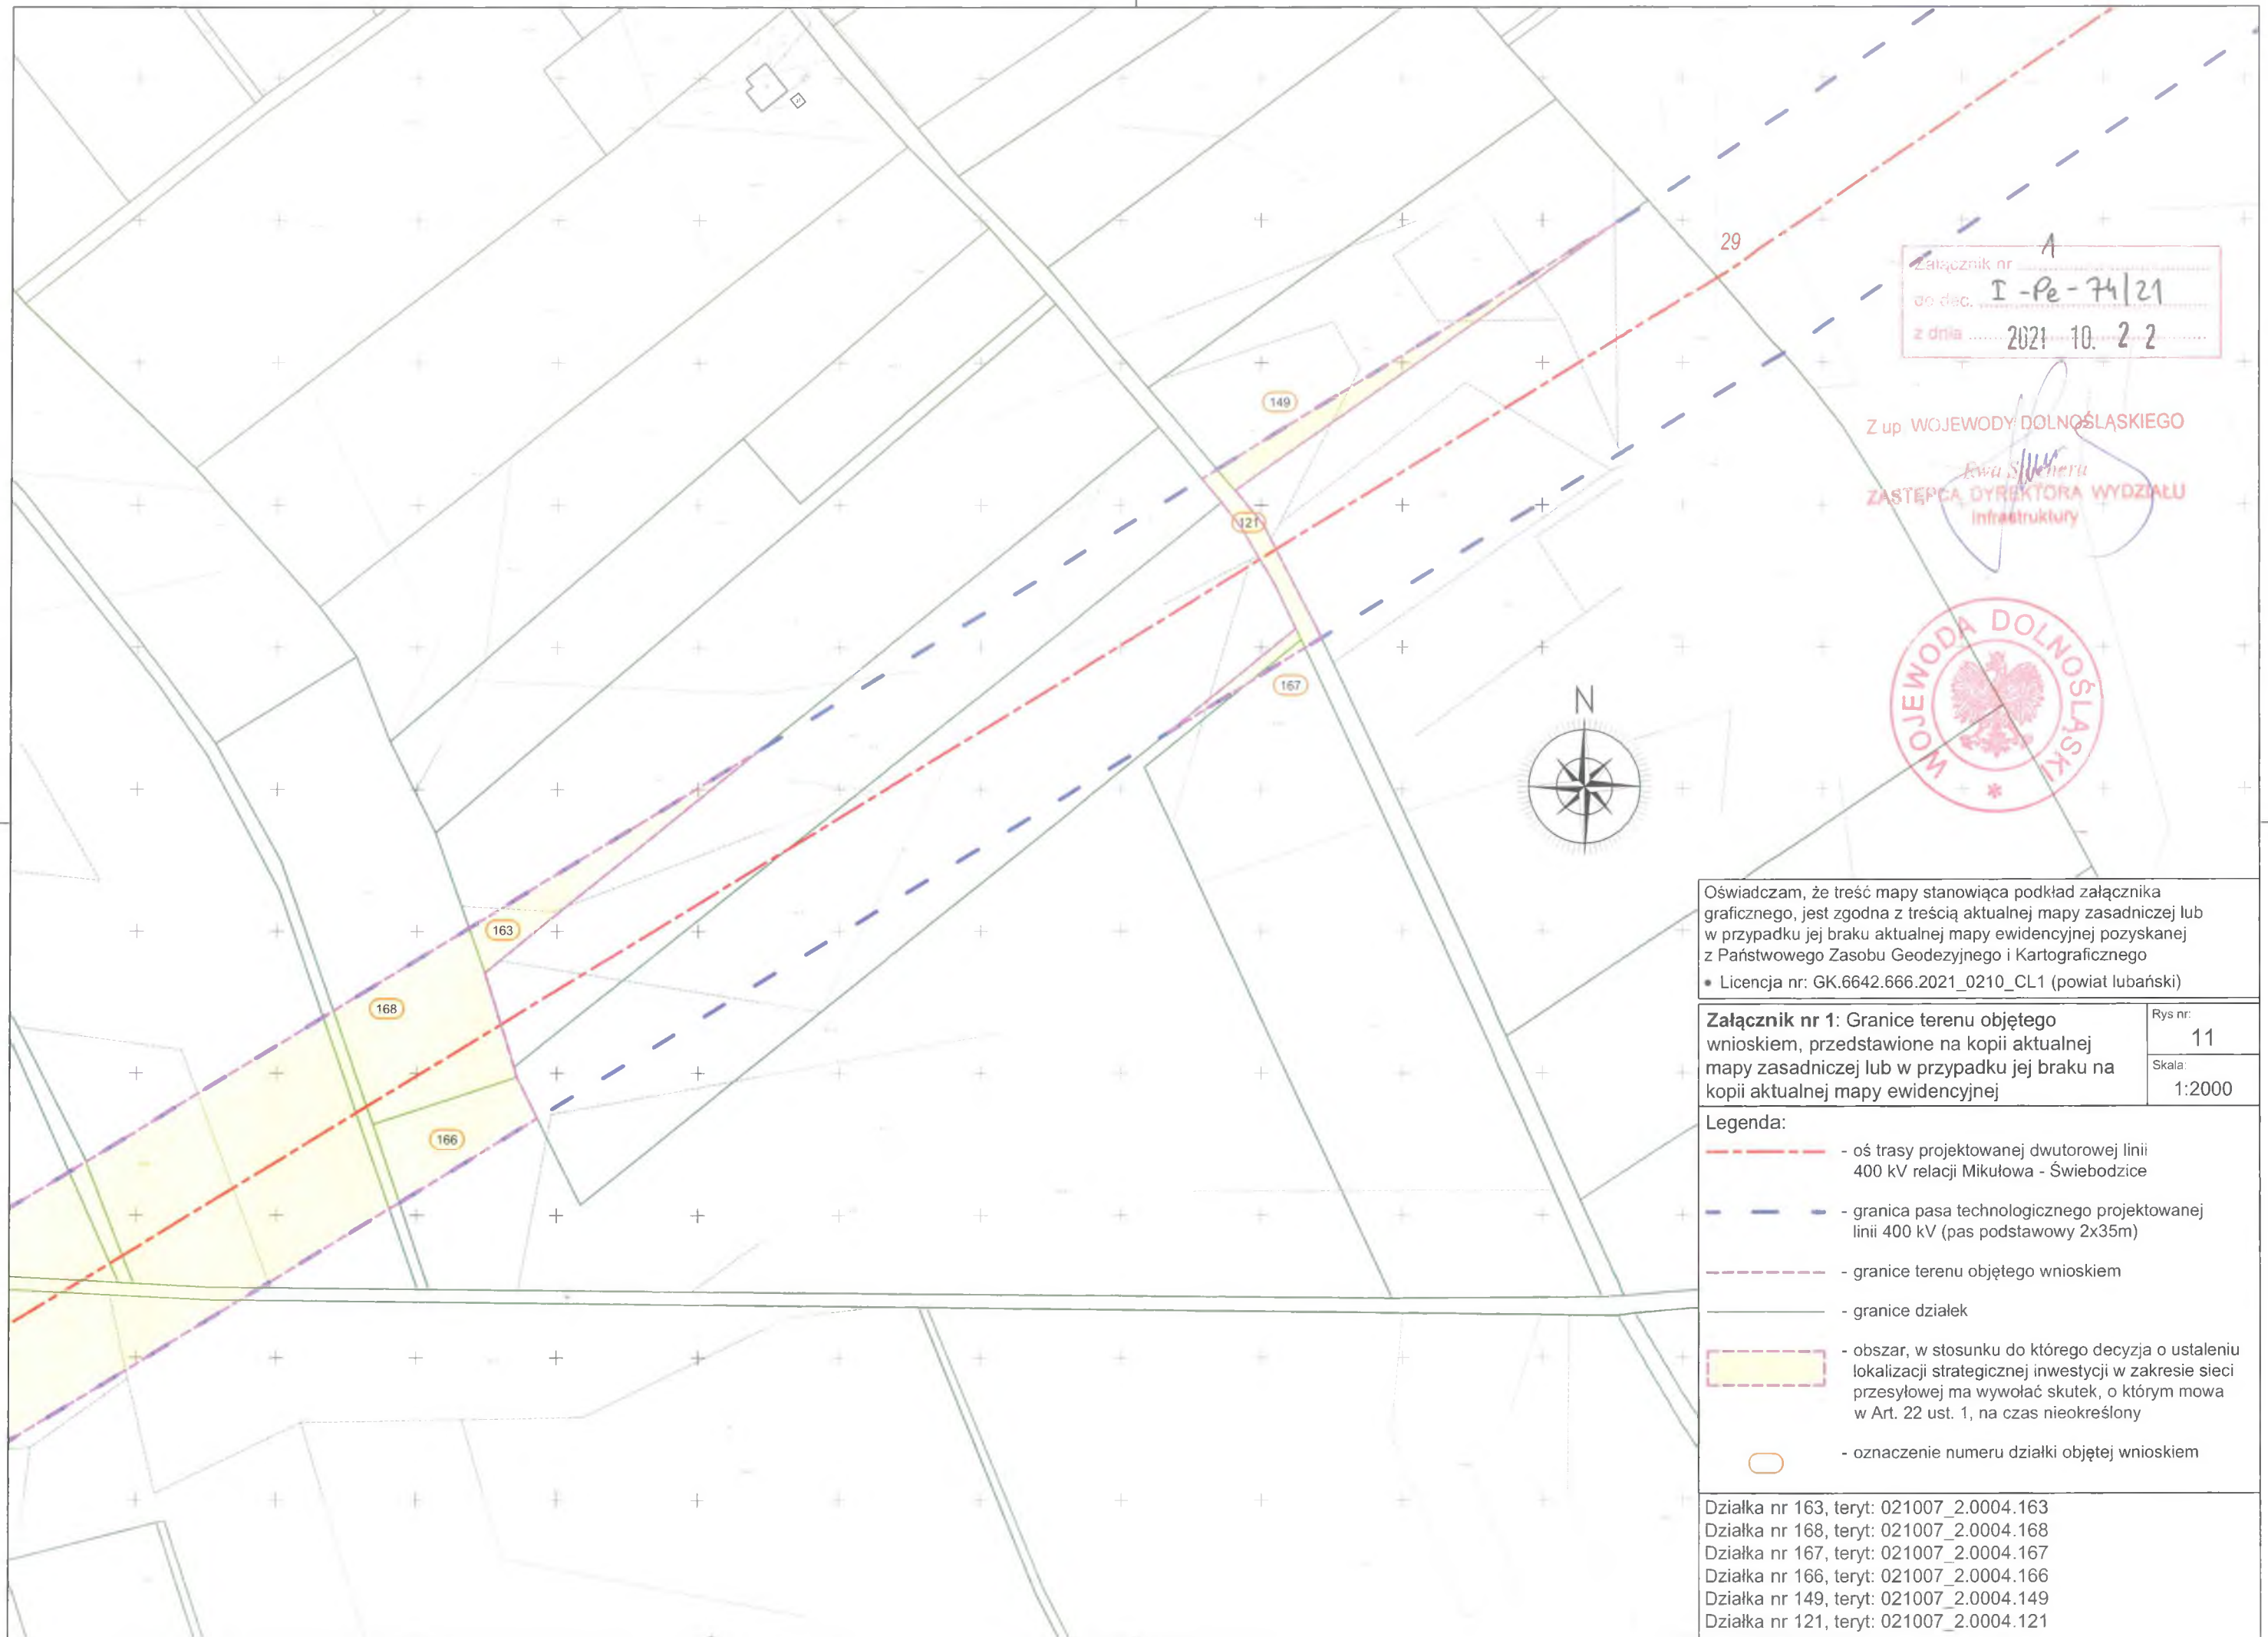 29
Załącznik nr 1
do dec. I-Pe-74/21
z dnia 2021 10. 22
Z up. WOJEWODY DOLNOŚLĄSKIEGO
Ewa
ZASTĘPCA DYREKTORA WYDZIAŁU
Infrastruktury
WOJEWODA DOLNOŚLĄSKI
149
121
167
N
163
168
166
Oświadczam, że treść mapy stanowiąca podkład załącznika
graficznego, jest zgodna z treścią aktualnej mapy zasadniczej lub
w przypadku jej braku aktualnej mapy ewidencyjnej pozyskanej
z Państwowego Zasobu Geodezyjnego i Kartograficznego
• Licencja nr: GK.6642.666.2021_0210_CL1 (powiat lubański)
Załącznik nr 1: Granice terenu objętego
wnioskiem, przedstawione na kopii aktualnej
mapy zasadniczej lub w przypadku jej braku na
kopii aktualnej mapy ewidencyjnej
Rys nr:
11
Skala:
1:2000
Legenda:
- oś trasy projektowanej dwutorowej linii
400 kV relacji Mikułowa - Świebodzice
- granica pasa technologicznego projektowanej
linii 400 kV (pas podstawowy 2x35m)
- granice terenu objętego wnioskiem
- granice działek
- obszar, w stosunku do którego decyzja o ustaleniu
lokalizacji strategicznej inwestycji w zakresie sieci
przesyłowej ma wywołać skutek, o którym mowa
w Art. 22 ust. 1, na czas nieokreślony
- oznaczenie numeru działki objętej wnioskiem
Działka nr 163, teryt: 021007_2.0004.163
Działka nr 168, teryt: 021007_2.0004.168
Działka nr 167, teryt: 021007_2.0004.167
Działka nr 166, teryt: 021007_2.0004.166
Działka nr 149, teryt: 021007_2.0004.149
Działka nr 121, teryt: 021007_2.0004.121